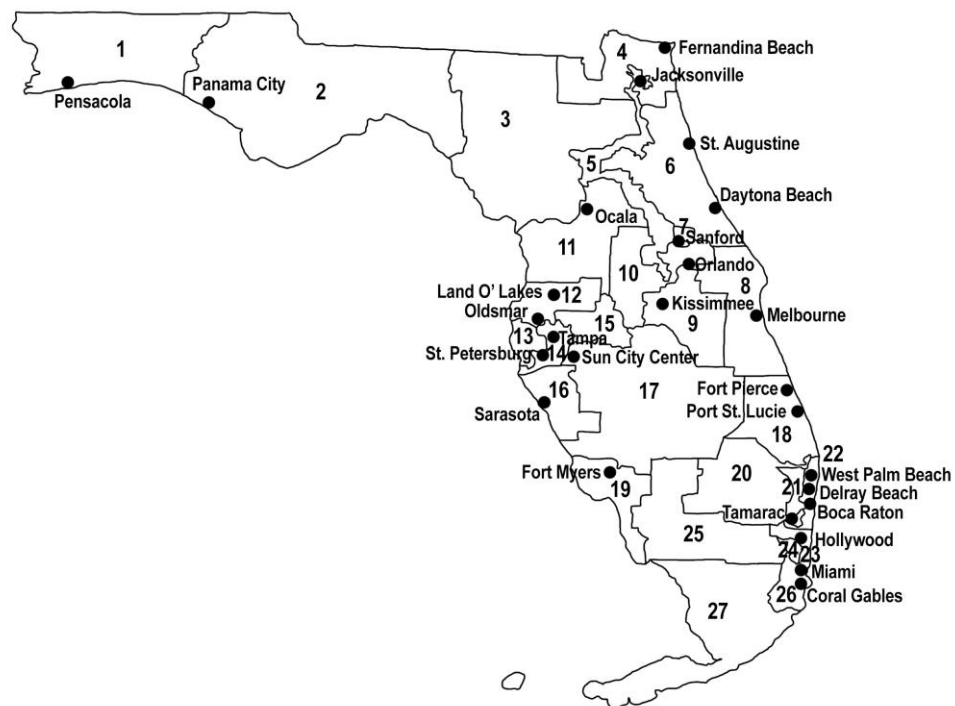 1
4
Fernandina Beach
Jacksonville
Panama City
2
Pensacola
3
St. Augustine
5
6
Daytona Beach
Ocala
7
Sanford
11
Orlando
10
8
Land O' Lakes
12
Kissimmee
Oldsmar
15
9
Melbourne
13
Tampa
St. Petersburg
14
Sun City Center
16
17
Fort Pierce
Sarasota
Port St. Lucie
18
22
20
Fort Myers
West Palm Beach
19
21
Delray Beach
Tamarac
Boca Raton
25
Hollywood
24
23
Miami
26
Coral Gables
27